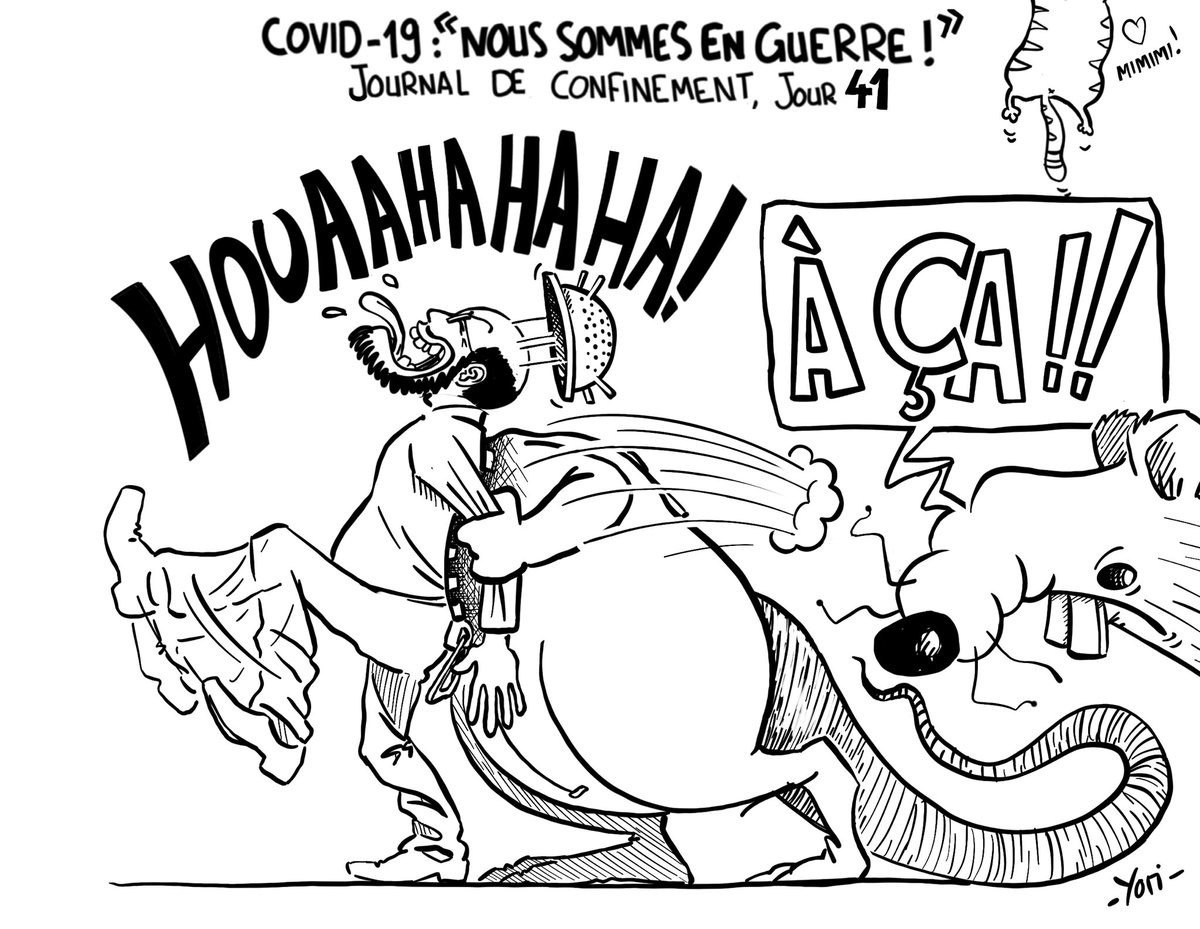 COVID-19 : "NOUS SOMMES EN GUERRE !"
JOURNAL DE CONFINEMENT, JOUR 41
MIMIMI !
HOUAAHAHAHA!
À ÇA !!!
-Yori-